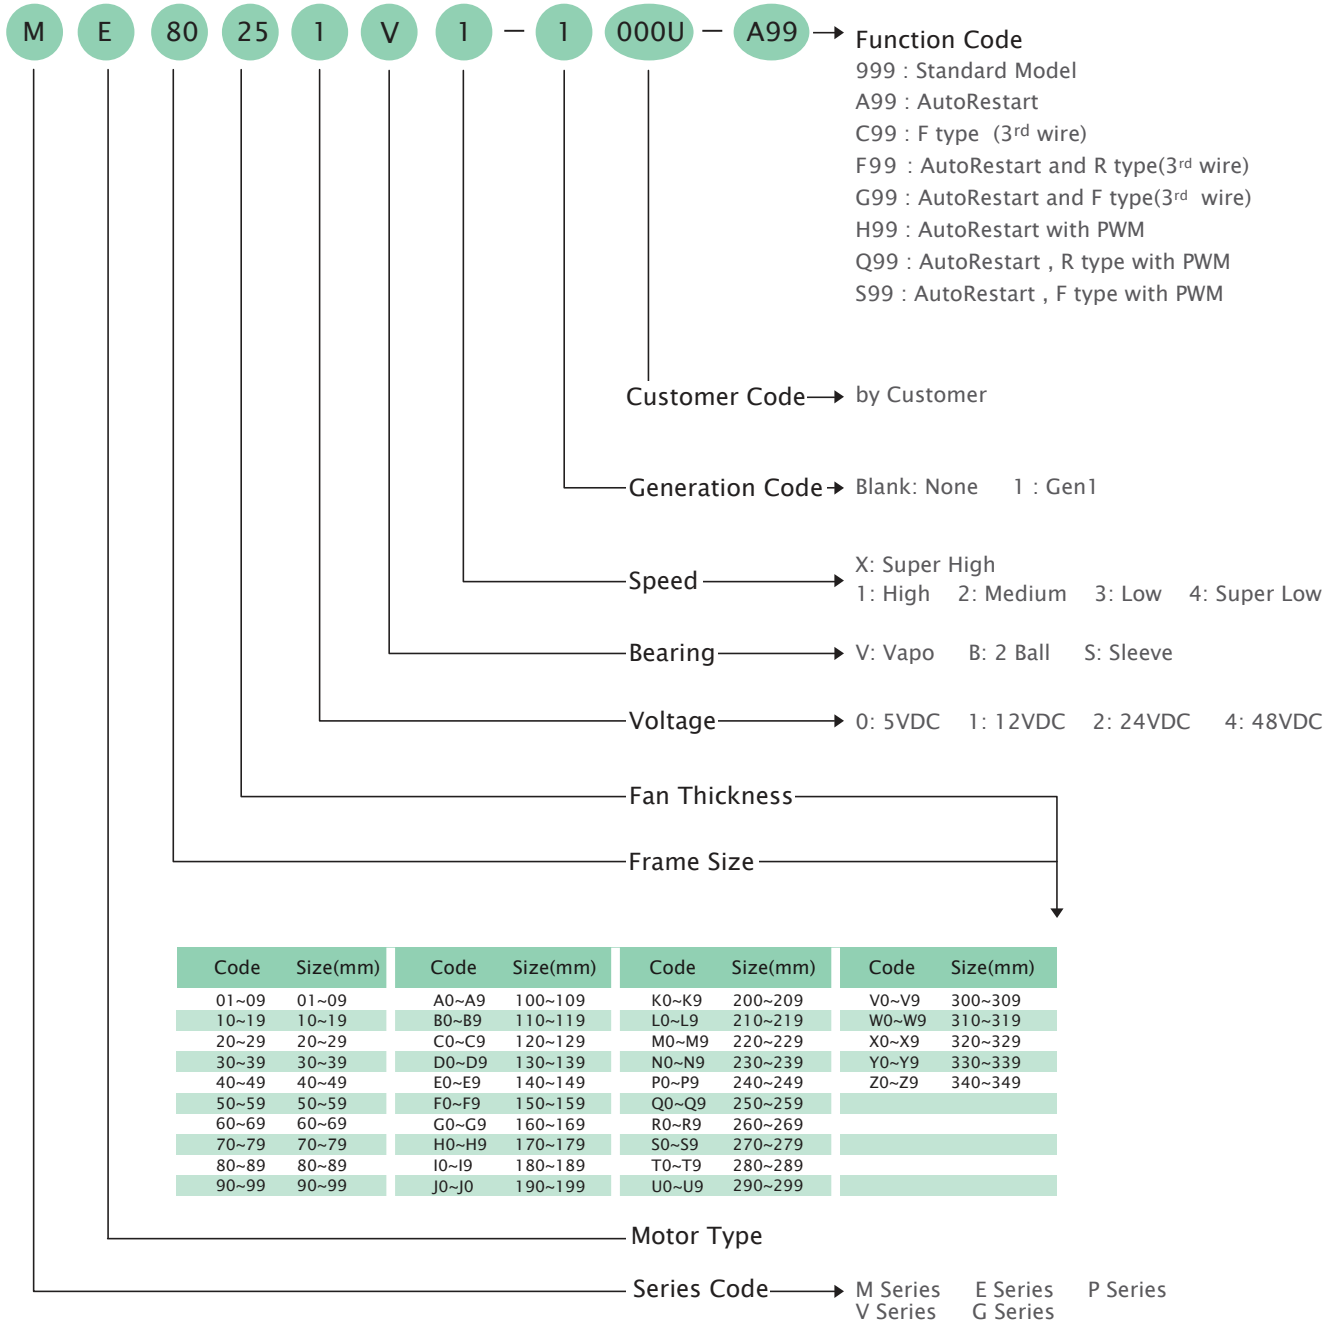 M E 80 25 1 V 1 – 1 000U – A99
Function Code
999 : Standard Model
A99 : AutoRestart
C99 : F type (3rd wire)
F99 : AutoRestart and R type(3rd wire)
G99 : AutoRestart and F type(3rd wire)
H99 : AutoRestart with PWM
Q99 : AutoRestart , R type with PWM
S99 : AutoRestart , F type with PWM
Customer Code by Customer
Generation Code Blank: None 1 : Gen1
Speed
X: Super High
1: High 2: Medium 3: Low 4: Super Low
Bearing V: Vapo B: 2 Ball S: Sleeve
Voltage 0: 5VDC 1: 12VDC 2: 24VDC 4: 48VDC
Fan Thickness
Frame Size
Code Size(mm) Code Size(mm) Code Size(mm) Code Size(mm)
01~09 01~09 A0~A9 100~109 K0~K9 200~209 V0~V9 300~309
10~19 10~19 B0~B9 110~119 L0~L9 210~219 W0~W9 310~319
20~29 20~29 C0~C9 120~129 M0~M9 220~229 X0~X9 320~329
30~39 30~39 D0~D9 130~139 N0~N9 230~239 Y0~Y9 330~339
40~49 40~49 E0~E9 140~149 P0~P9 240~249 Z0~Z9 340~349
50~59 50~59 F0~F9 150~159 Q0~Q9 250~259
60~69 60~69 G0~G9 160~169 R0~R9 260~269
70~79 70~79 H0~H9 170~179 S0~S9 270~279
80~89 80~89 I0~I9 180~189 T0~T9 280~289
90~99 90~99 J0~J0 190~199 U0~U9 290~299
Motor Type
Series Code M Series E Series P Series
V Series G Series